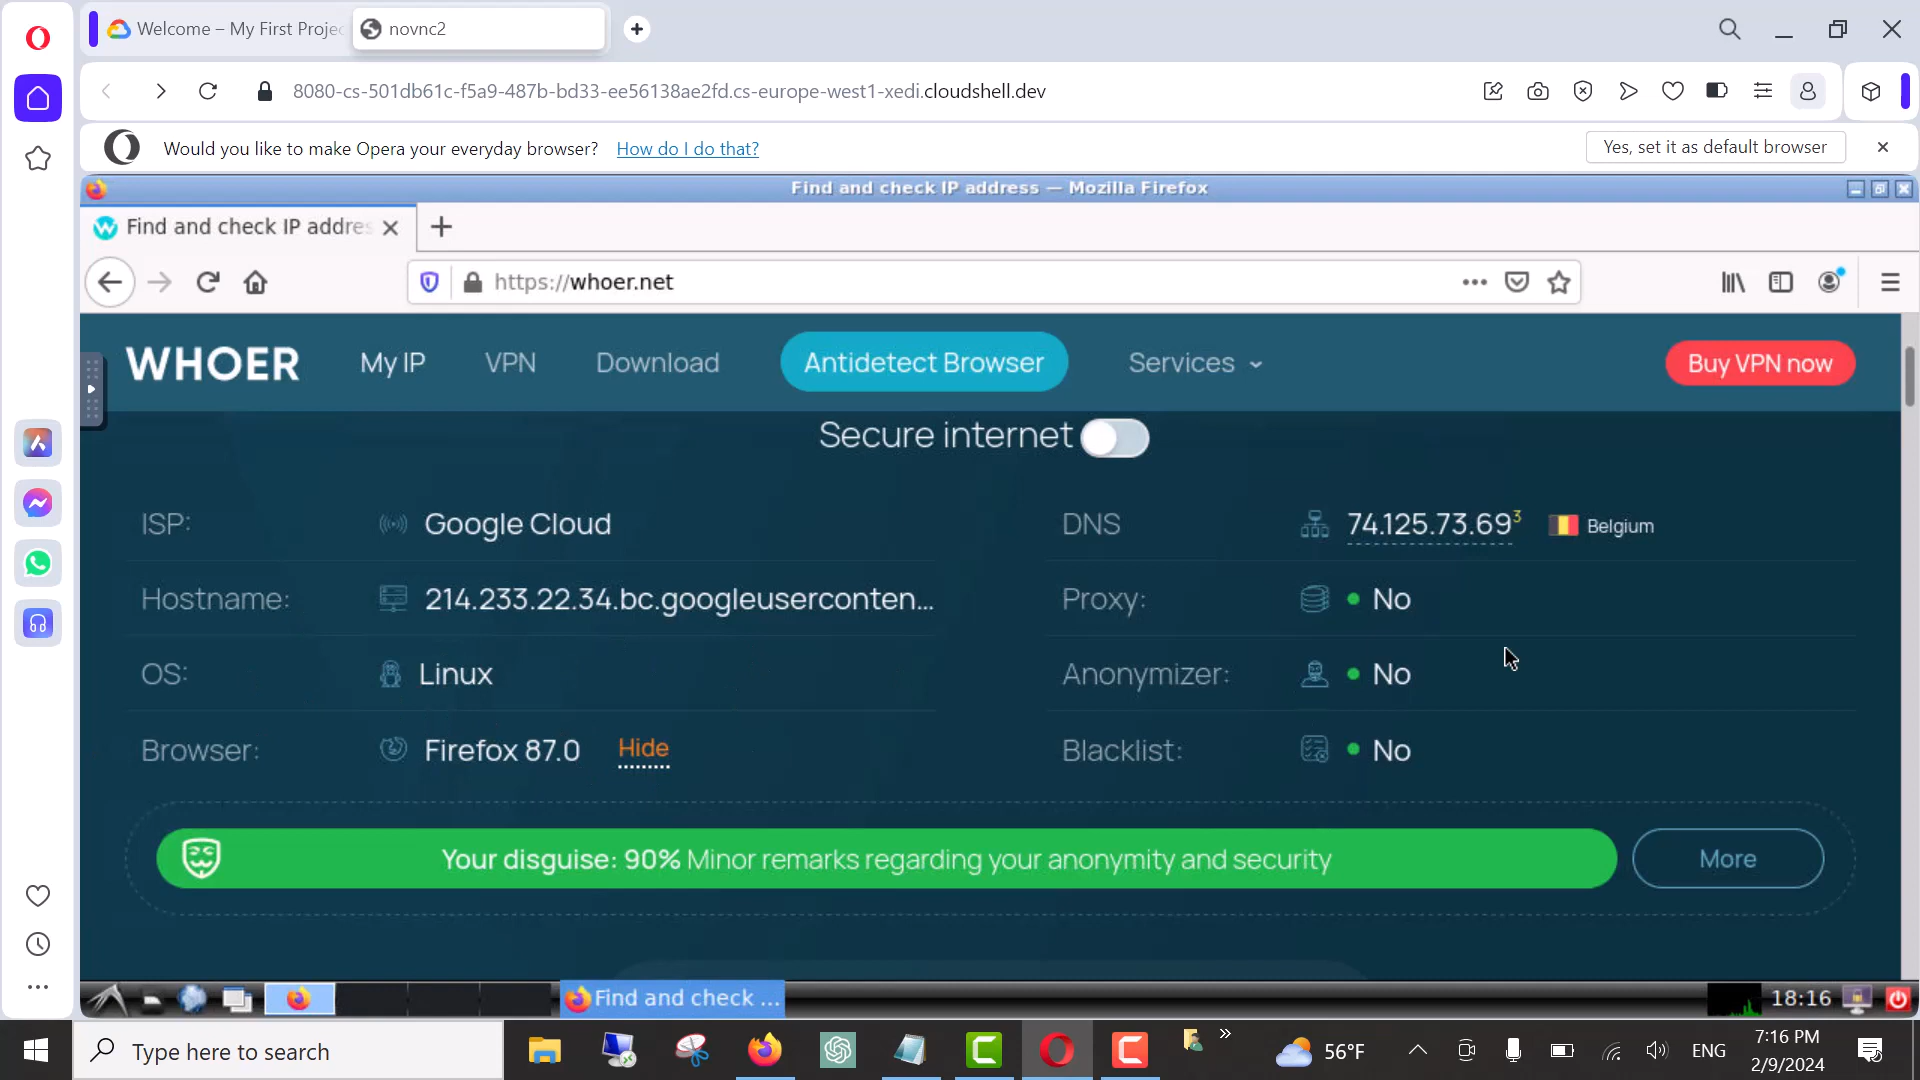 Welcome – My First Projec
novnc2
8080-cs-501db61c-f5a9-487b-bd33-ee56138ae2fd.cs-europe-west1-xedi.cloudshell.dev
Would you like to make Opera your everyday browser? How do I do that?
Yes, set it as default browser
Find and check IP address — Mozilla Firefox
Find and check IP addres
https://whoer.net
WHOER
My IP
VPN
Download
Antidetect Browser
Services
Buy VPN now
Secure internet
ISP: Google Cloud
DNS 74.125.73.69³ Belgium
Hostname: 214.233.22.34.bc.googleuserconten...
Proxy: No
OS: Linux
Anonymizer: No
Browser: Firefox 87.0 Hide
Blacklist: No
Your disguise: 90% Minor remarks regarding your anonymity and security
More
Find and check ...
18:16
Type here to search
56°F
ENG
7:16 PM
2/9/2024